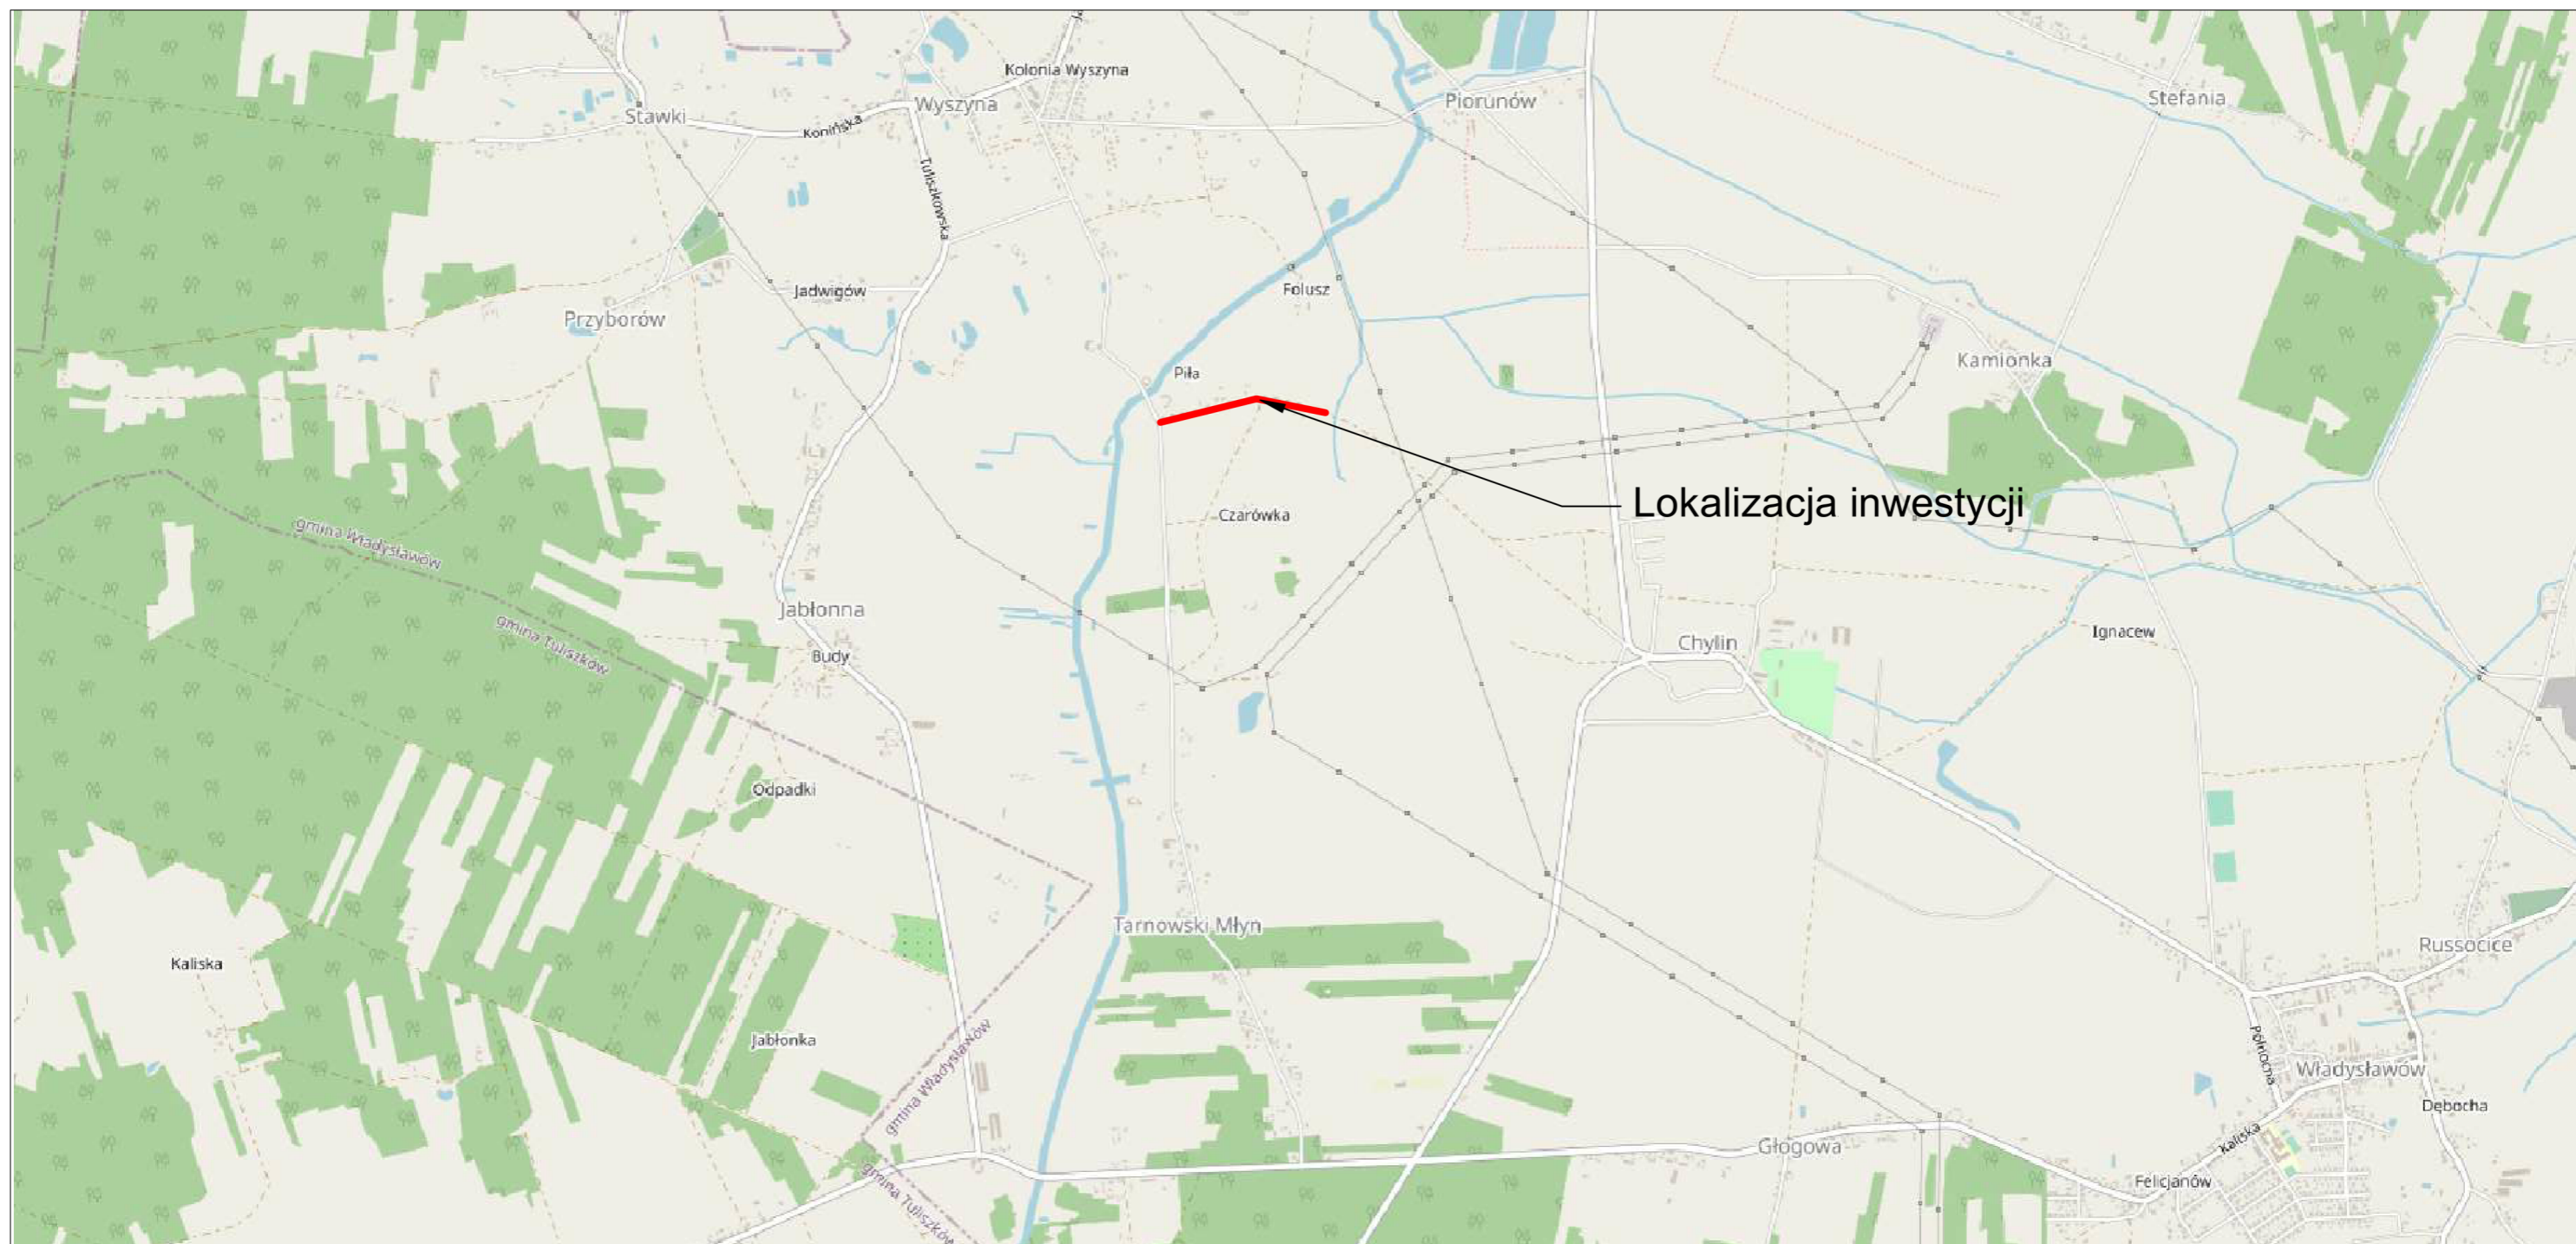 Kolonia Wyszyna
Wyszyna
Piorunów
Stefania
Stawki
Konińska
Tuliszkowska
Jadwigów
Folusz
Przyborów
Kamionka
Piła
Lokalizacja inwestycji
Czarówka
gmina Władysławów
gmina Tuliszków
Jabłonna
Budy
Chylin
Ignacew
Odpadki
Tarnowski Młyn
Kaliska
Russocice
Jabłonka
gmina Władysławów
gmina Tuliszków
Północna
Władysławów
Dębocha
Kaliska
Głogowa
Felicjanów